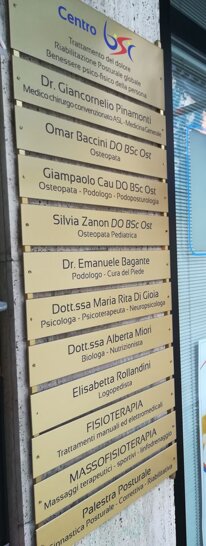 Centro bsc
Trattamento del dolore
Riabilitazione Posturale globale
Benessere psico-fisico della persona
Dr. Giancornelio Pinamonti
Medico chirurgo convenzionato ASL - Medicina Generale
Omar Baccini DO BSc Ost
Osteopata
Giampaolo Cau DO BSc Ost
Osteopata - Podologo - Podoposturologia
Silvia Zanon DO BSc Ost
Osteopata Pediatrica
Dr. Emanuele Bagante
Podologo - Cura del Piede
Dott.ssa Maria Rita Di Gioia
Psicologa - Psicoterapeuta - Neuropsicologa
Dott.ssa Alberta Miori
Biologa - Nutrizionista
Elisabetta Rollandini
Logopedista
FISIOTERAPIA
Trattamenti manuali ed elettromedicali
MASSOFISIOTERAPIA
Massaggi terapeutici - sportivi - linfodrenaggio
Palestra Posturale
Ginnastica Posturale - Correttiva - Riabilitativa